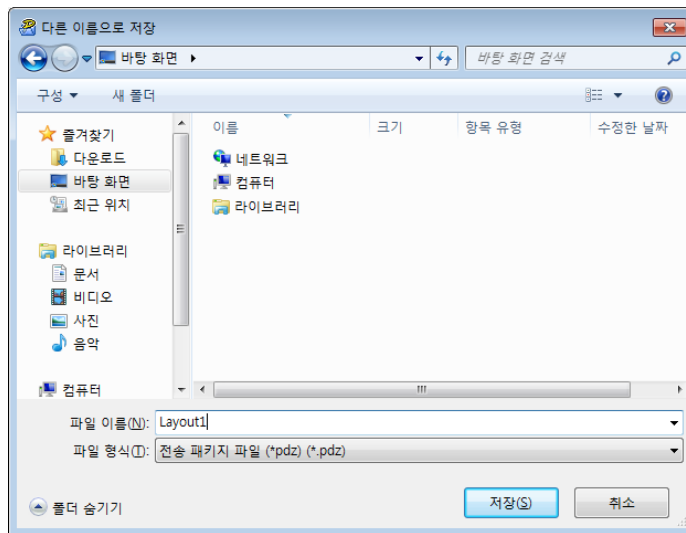 다른 이름으로 저장
바탕 화면
바탕 화면 검색
구성
새 폴더
즐겨찾기
다운로드
바탕 화면
최근 위치
라이브러리
문서
비디오
사진
음악
컴퓨터
이름
크기
항목 유형
수정한 날짜
네트워크
컴퓨터
라이브러리
파일 이름(N): Layout1
파일 형식(T): 전송 패키지 파일 (*pdz) (*.pdz)
폴더 숨기기
저장(S)
취소